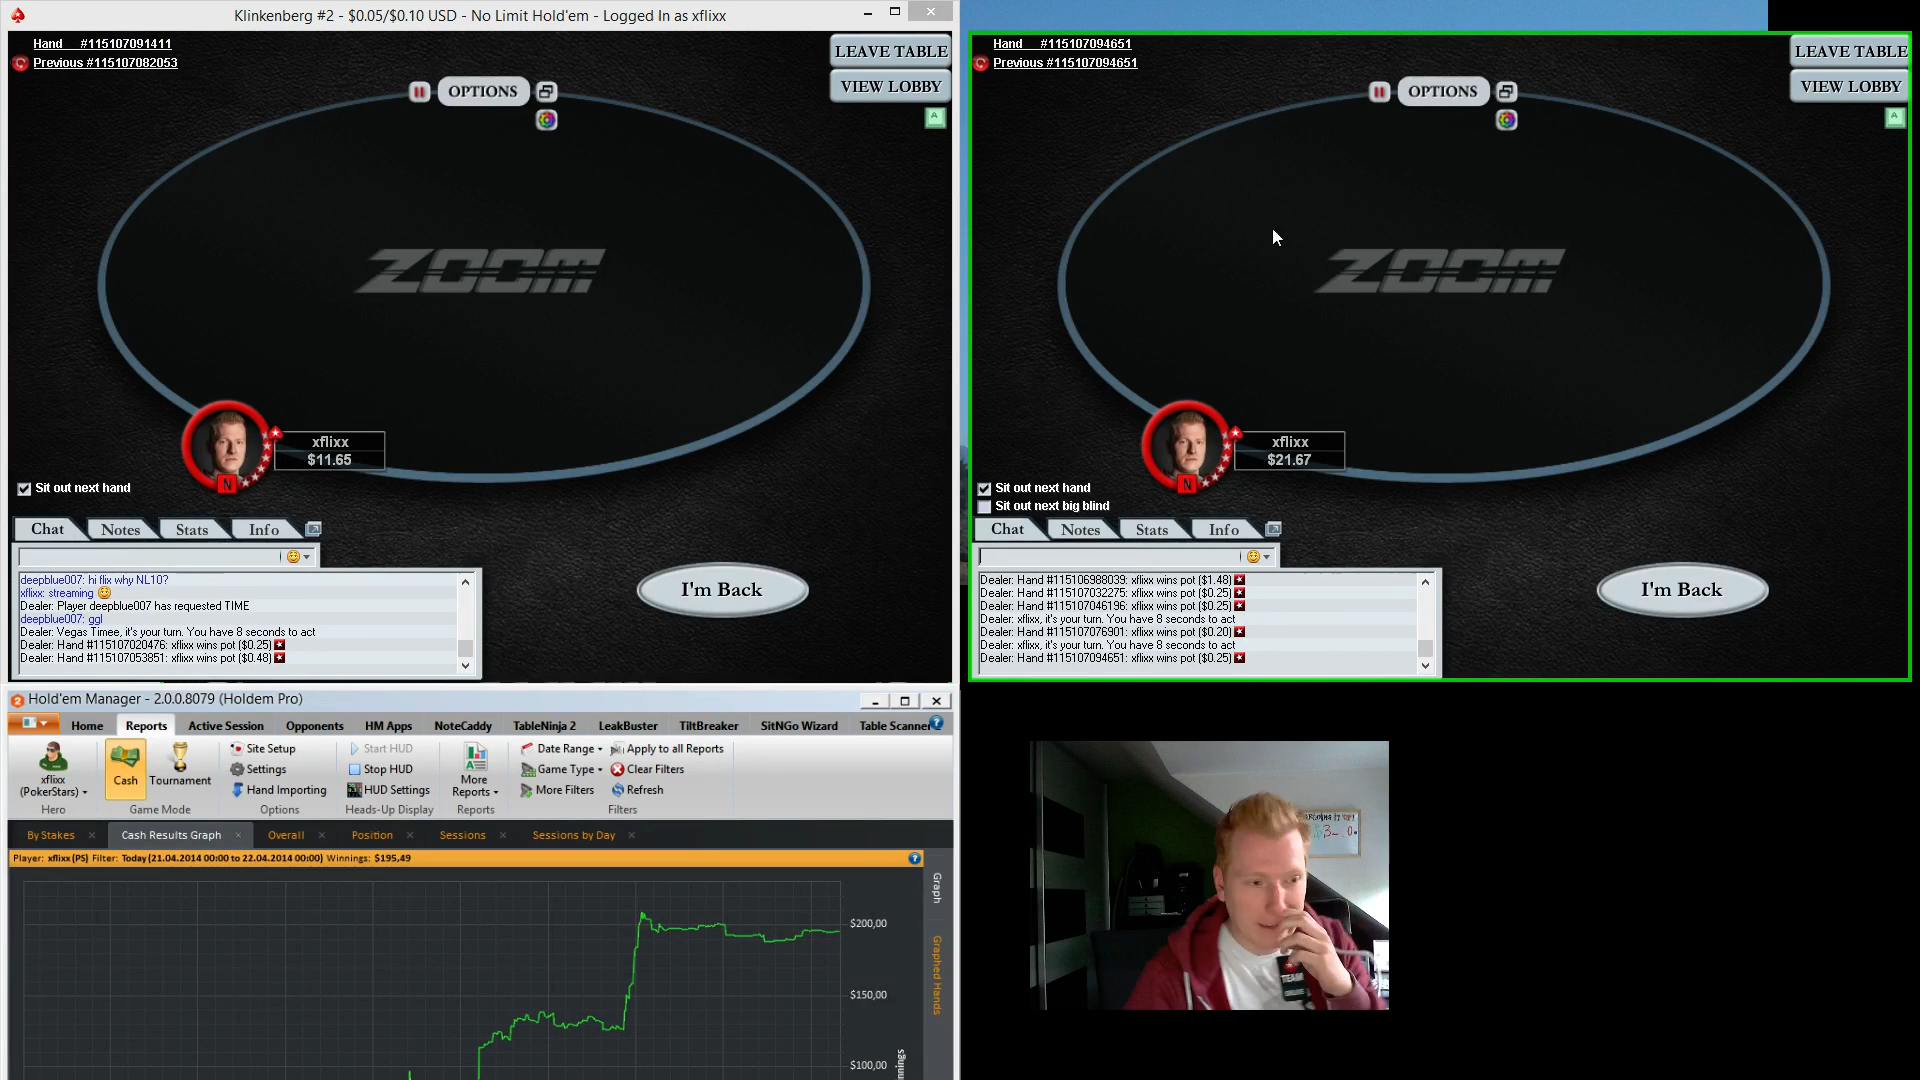 Klinkenberg #2 - $0.05/$0.10 USD - No Limit Hold'em - Logged In as xflixx
Hand #115107091411
Previous #115107082053
LEAVE TABLE
VIEW LOBBY
OPTIONS
A
ZOOM
xflixx
$11.65
N
Sit out next hand
Chat Notes Stats Info
deepblue007: hi flix why NL10?
xflixx: streaming
Dealer: Player deepblue007 has requested TIME
deepblue007: ggl
Dealer: Vegas Timee, it's your turn. You have 8 seconds to act
Dealer: Hand #115107020476: xflixx wins pot ($0.25)
Dealer: Hand #115107053851: xflixx wins pot ($0.48)
I'm Back
Hand #115107094651
Previous #115107094651
LEAVE TABLE
VIEW LOBBY
OPTIONS
A
ZOOM
xflixx
$21.67
N
Sit out next hand
Sit out next big blind
Chat Notes Stats Info
Dealer: Hand #115106988039: xflixx wins pot ($1.48)
Dealer: Hand #115107032275: xflixx wins pot ($0.25)
Dealer: Hand #115107046196: xflixx wins pot ($0.25)
Dealer: xflixx, it's your turn. You have 8 seconds to act
Dealer: Hand #115107076901: xflixx wins pot ($0.20)
Dealer: xflixx, it's your turn. You have 8 seconds to act
Dealer: Hand #115107094651: xflixx wins pot ($0.25)
I'm Back
2 Hold'em Manager - 2.0.0.8079 (Holdem Pro)
Home Reports Active Session Opponents HM Apps NoteCaddy TableNinja 2 LeakBuster TiltBreaker SitNGo Wizard Table Scanner
xflixx
(PokerStars)
Hero
Cash
Tournament
Game Mode
Site Setup
Settings
Hand Importing
Options
Start HUD
Stop HUD
HUD Settings
Heads-Up Display
More
Reports
Reports
Date Range
Game Type
More Filters
Apply to all Reports
Clear Filters
Refresh
Filters
By Stakes x Cash Results Graph x Overall x Position x Sessions x Sessions by Day x
Player: xflixx (PS) Filter: Today (21.04.2014 00:00 to 22.04.2014 00:00) Winnings: $195,49
$200,00
$150,00
$100,00
Graph
Graphed Hands
TEAM